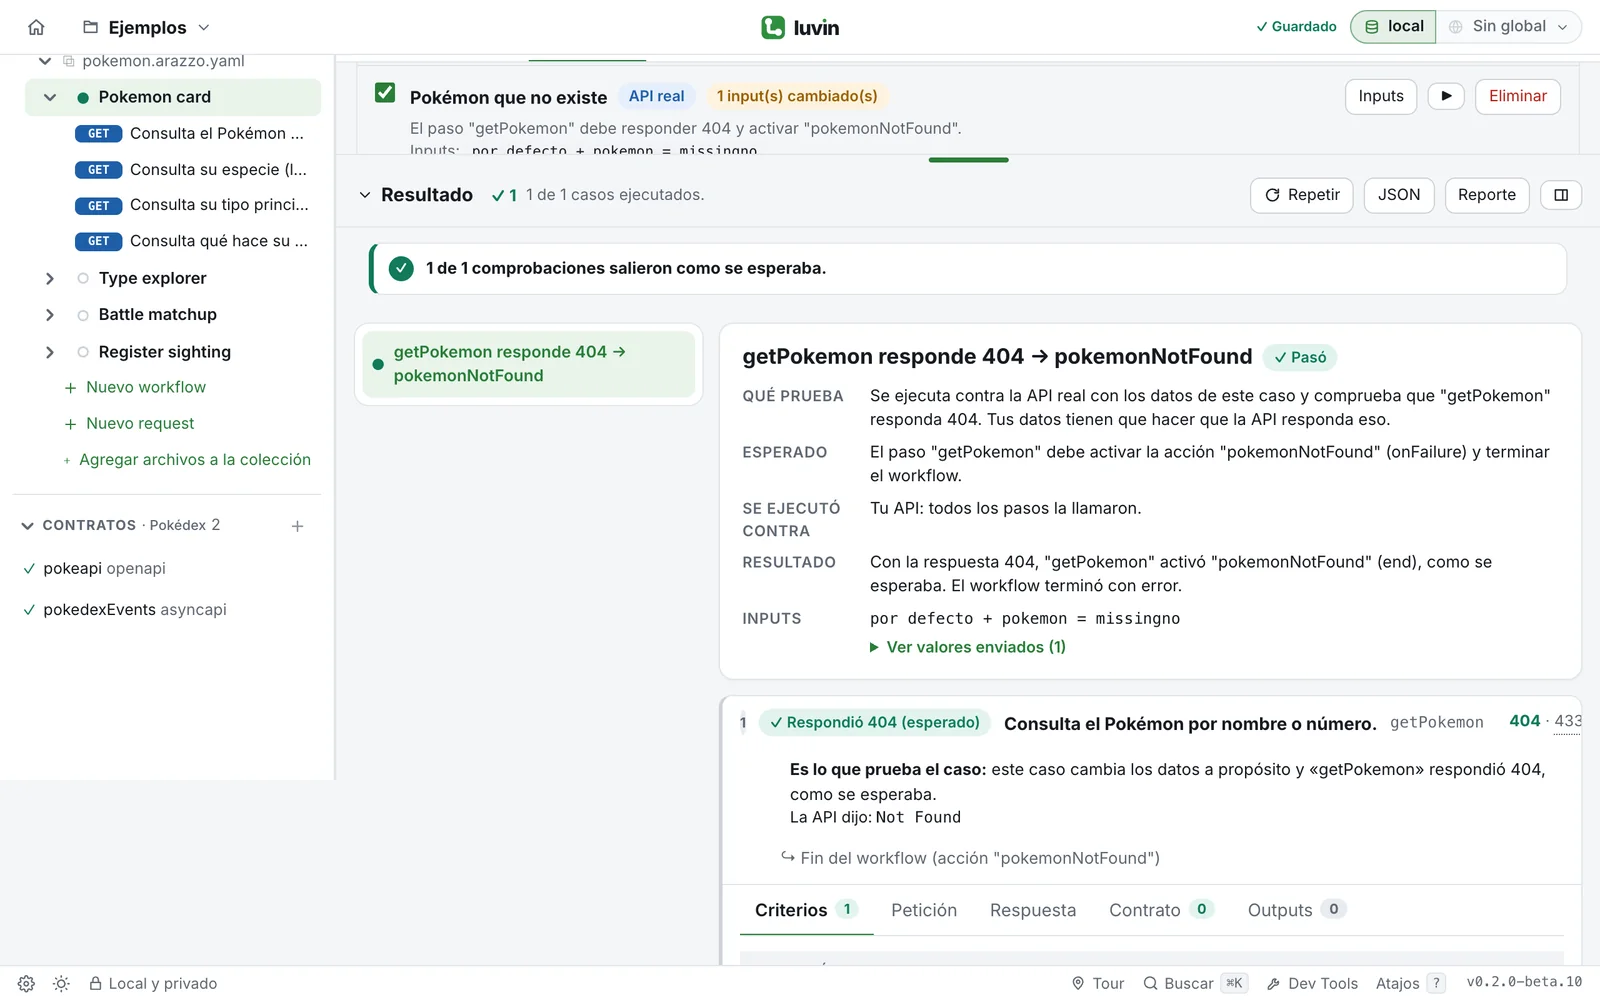 Ejemplos
luvin
Guardado
local
Sin global
pokemon.arazzo.yaml
Pokemon card
GET Consulta el Pokémon ...
GET Consulta su especie (l...
GET Consulta su tipo princi...
GET Consulta qué hace su ...
Type explorer
Battle matchup
Register sighting
+ Nuevo workflow
+ Nuevo request
+ Agregar archivos a la colección
CONTRATOS · Pokédex 2 +
pokeapi openapi
pokedexEvents asyncapi
Pokémon que no existe API real 1 input(s) cambiado(s)
Inputs
Eliminar
El paso "getPokemon" debe responder 404 y activar "pokemonNotFound".
Inputs: por defecto + pokemon = missingno
Resultado ✓ 1 1 de 1 casos ejecutados.
Repetir
JSON
Reporte
1 de 1 comprobaciones salieron como se esperaba.
getPokemon responde 404 →
pokemonNotFound
getPokemon responde 404 → pokemonNotFound ✓ Pasó
QUÉ PRUEBA Se ejecuta contra la API real con los datos de este caso y comprueba que "getPokemon"
responda 404. Tus datos tienen que hacer que la API responda eso.
ESPERADO El paso "getPokemon" debe activar la acción "pokemonNotFound" (onFailure) y terminar
el workflow.
SE EJECUTÓ Tu API: todos los pasos la llamaron.
CONTRA
RESULTADO Con la respuesta 404, "getPokemon" activó "pokemonNotFound" (end), como se
esperaba. El workflow terminó con error.
INPUTS por defecto + pokemon = missingno
▶ Ver valores enviados (1)
1 ✓ Respondió 404 (esperado) Consulta el Pokémon por nombre o número. getPokemon 404 · 433
Es lo que prueba el caso: este caso cambia los datos a propósito y «getPokemon» respondió 404,
como se esperaba.
La API dijo: Not Found
↪ Fin del workflow (acción "pokemonNotFound")
Criterios 1 Petición Respuesta Contrato 0 Outputs 0
Local y privado
Tour
Buscar ⌘K
Dev Tools
Atajos ?
v0.2.0-beta.10